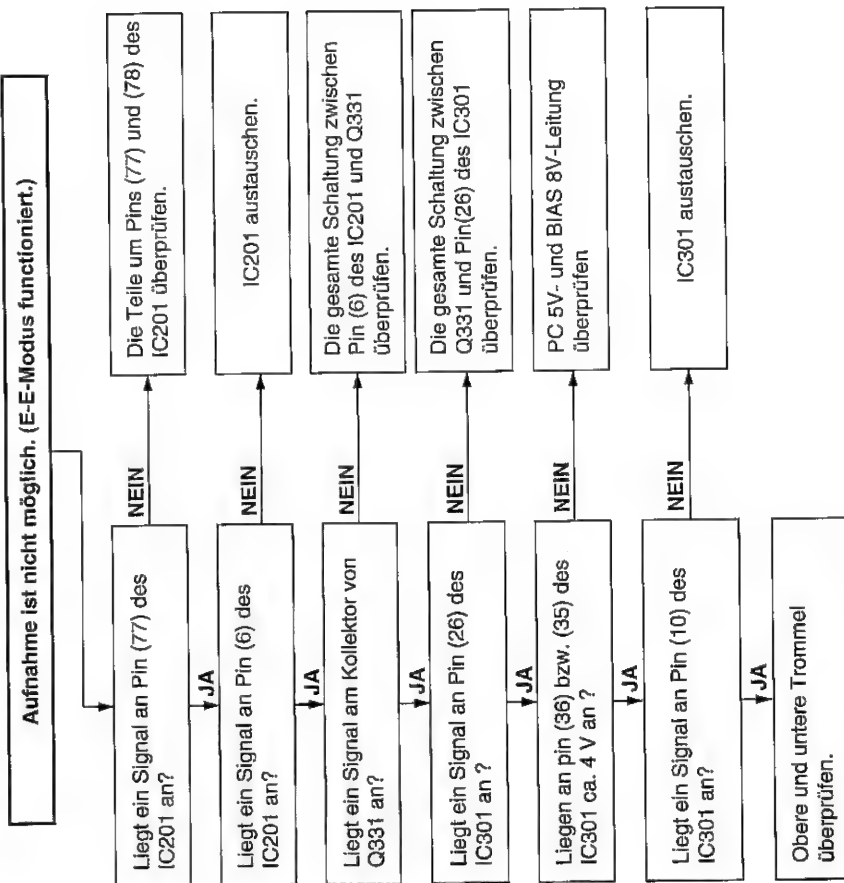 Aufnahme ist nicht möglich. (E-E-Modus functioniert.)
Liegt ein Signal an Pin (77) des
IC201 an?
NEIN
Die Teile um Pins (77) und (78) des
IC201 überprüfen.
JA
Liegt ein Signal an Pin (6) des
IC201 an?
NEIN
IC201 austauschen.
JA
Liegt ein Signal am Kollektor von
Q331 an?
NEIN
Die gesamte Schaltung zwischen
Pin (6) des IC201 und Q331
überprüfen.
JA
Liegt ein Signal an Pin (26) des
IC301 an ?
NEIN
Die gesamte Schaltung zwischen
Q331 und Pin(26) des IC301
überprüfen.
JA
Liegen an pin (36) bzw. (35) des
IC301 ca. 4 V an ?
NEIN
PC 5V- und BIAS 8V-Leitung
überprüfen
JA
Liegt ein Signal an Pin (10) des
IC301 an?
NEIN
IC301 austauschen.
JA
Obere und untere Trommel
überprüfen.